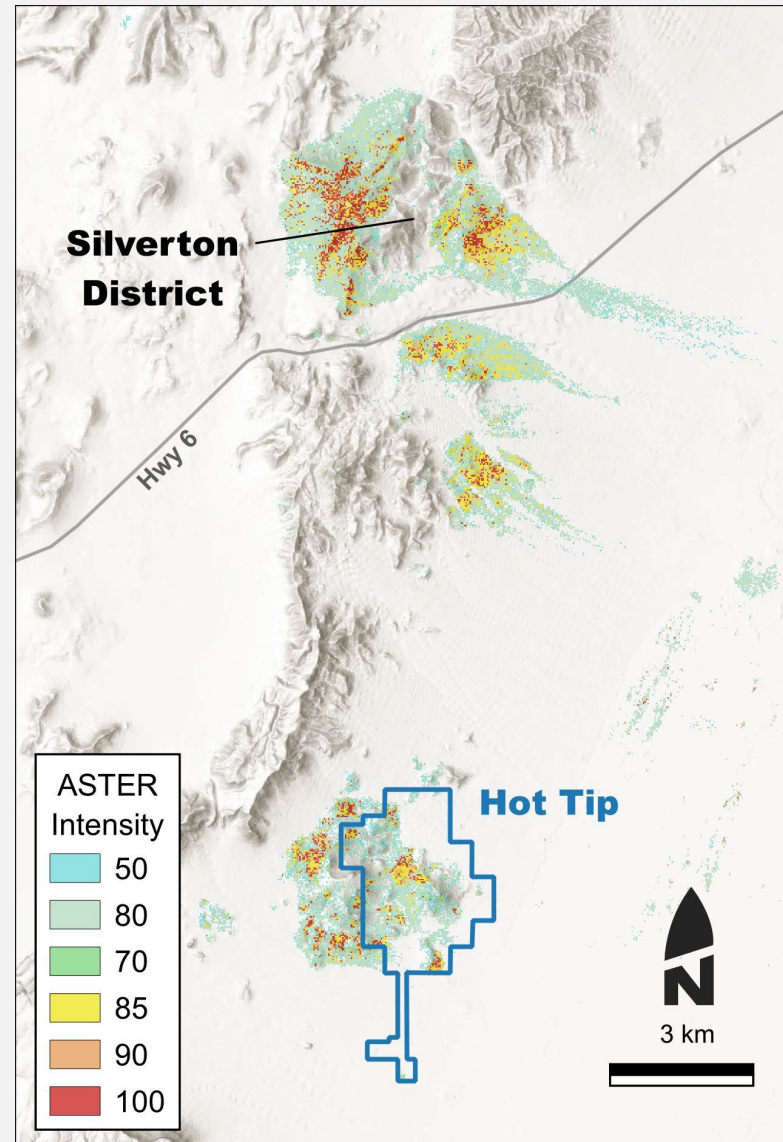 Silverton
District
Hwy 6
Hot Tip
ASTER
Intensity
50
80
70
85
90
100
N
3 km